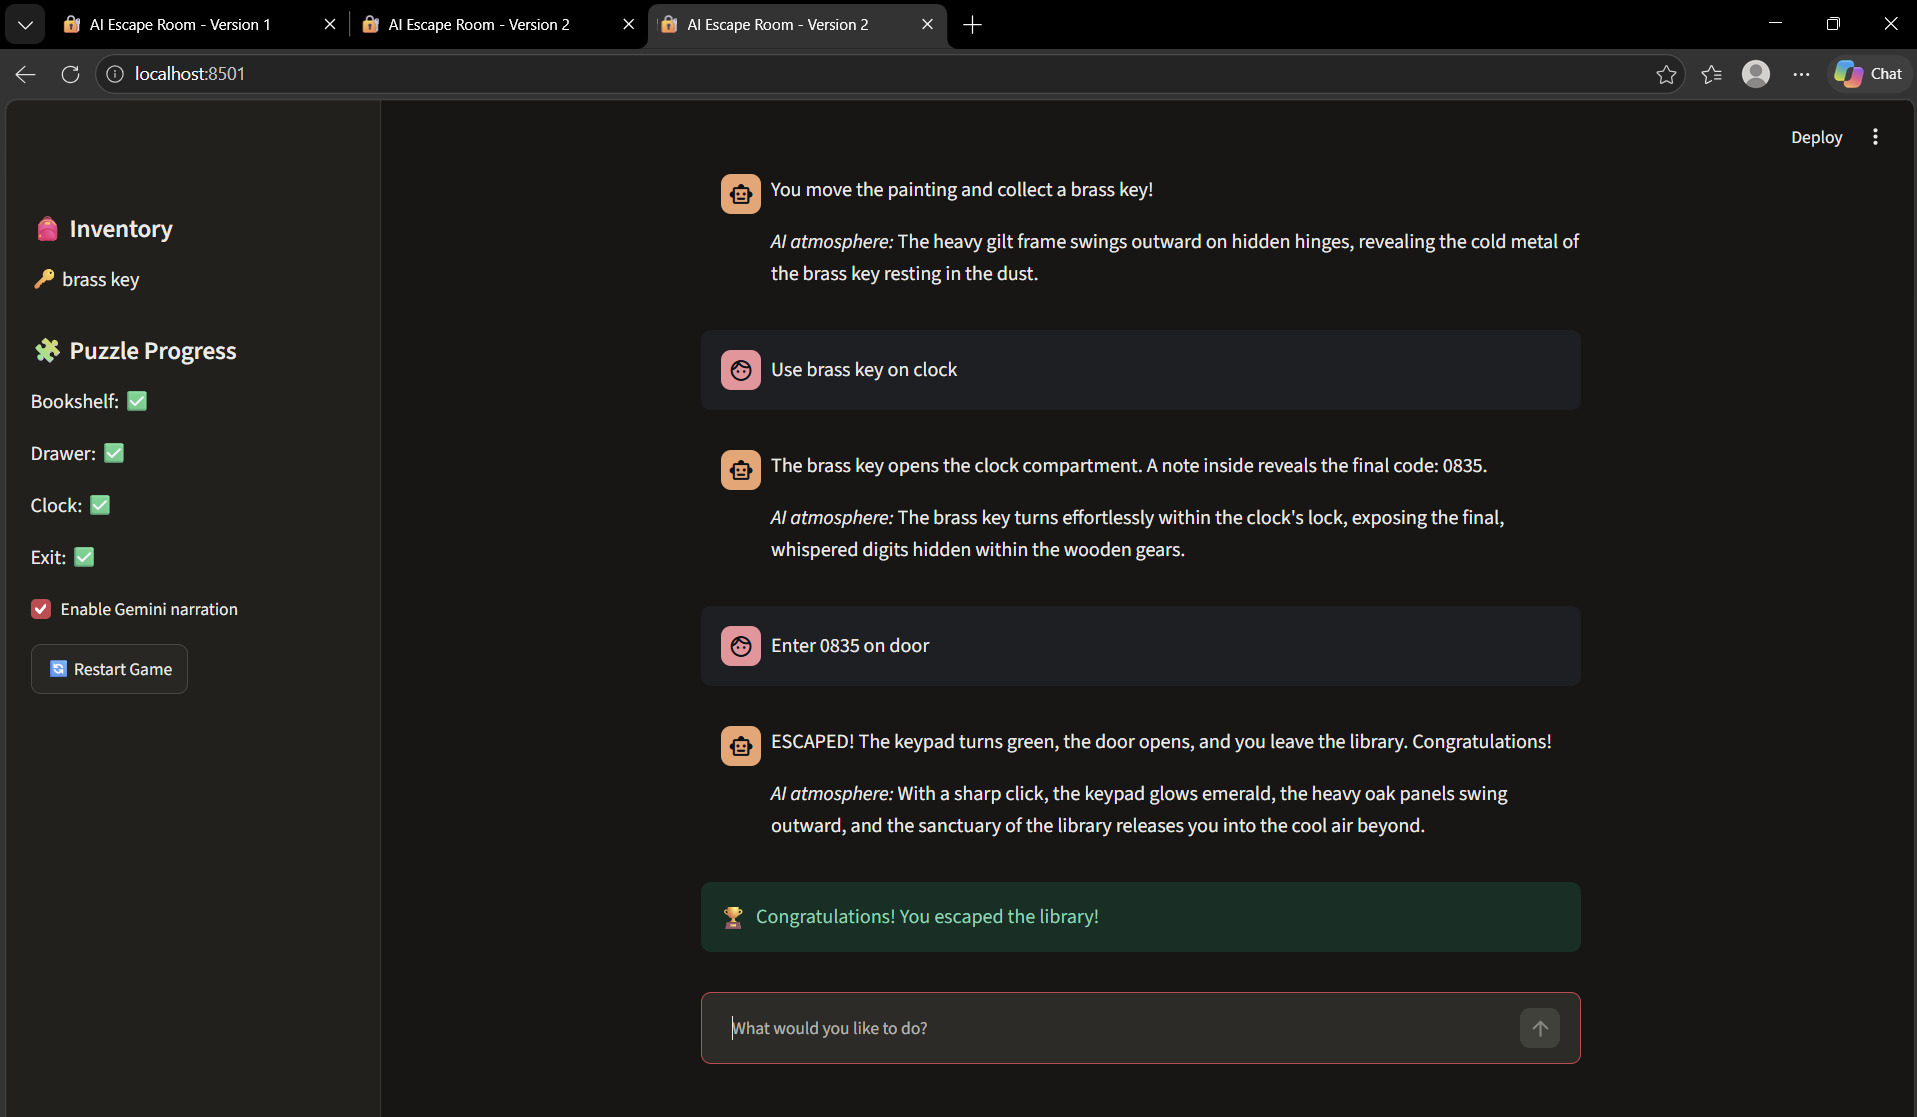 AI Escape Room - Version 1
AI Escape Room - Version 2
AI Escape Room - Version 2
localhost:8501
Chat
Deploy
Inventory
brass key
Puzzle Progress
Bookshelf:
Drawer:
Clock:
Exit:
Enable Gemini narration
Restart Game
You move the painting and collect a brass key!
AI atmosphere: The heavy gilt frame swings outward on hidden hinges, revealing the cold metal of
the brass key resting in the dust.
Use brass key on clock
The brass key opens the clock compartment. A note inside reveals the final code: 0835.
AI atmosphere: The brass key turns effortlessly within the clock's lock, exposing the final,
whispered digits hidden within the wooden gears.
Enter 0835 on door
ESCAPED! The keypad turns green, the door opens, and you leave the library. Congratulations!
AI atmosphere: With a sharp click, the keypad glows emerald, the heavy oak panels swing
outward, and the sanctuary of the library releases you into the cool air beyond.
Congratulations! You escaped the library!
What would you like to do?